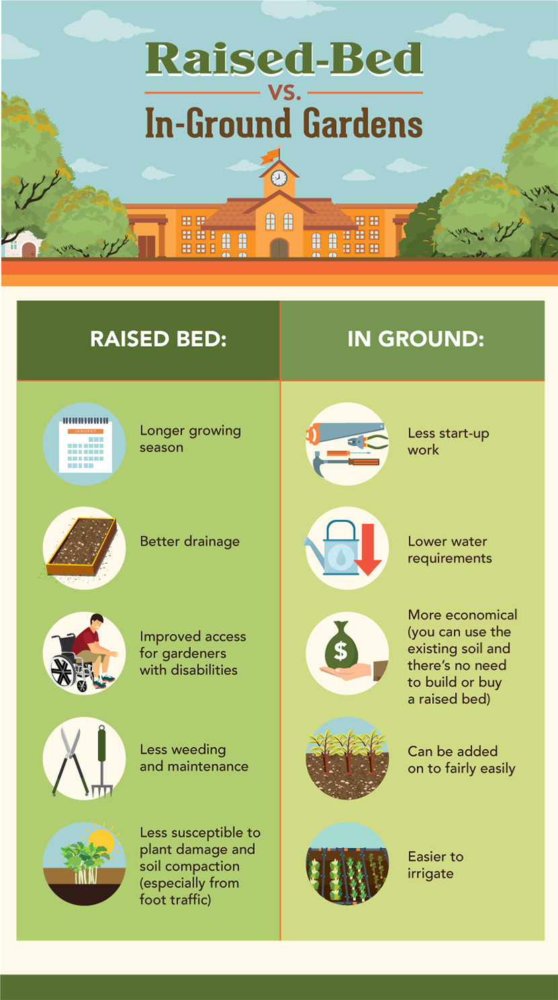 Raised-Bed
VS.
In-Ground Gardens
RAISED BED:
Longer growing
season
Better drainage
Improved access
for gardeners
with disabilities
Less weeding
and maintenance
Less susceptible to
plant damage and
soil compaction
(especially from
foot traffic)
IN GROUND:
Less start-up
work
Lower water
requirements
More economical
(you can use the
existing soil and
there's no need
to build or buy
a raised bed)
Can be added
on to fairly easily
Easier to
irrigate
JANUARY
$